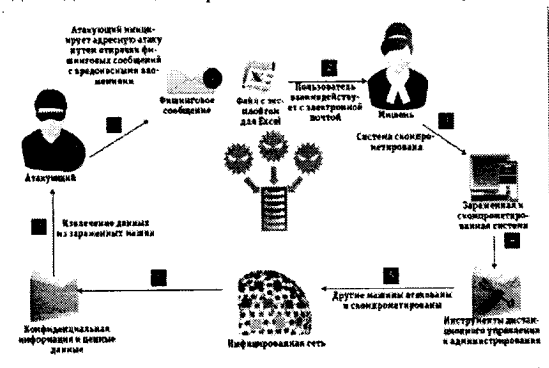 Атакующий иници-
ирует адресную атаку
путем отправки фи-
шинговых сообщений
с вредоносными вло-
жениями
Фишинговое
сообщение
Файл с экс-
плойтом
для Excel
Пользователь
взаимодейству-
ет с электронной
почтой
Мишень
Система скомпро-
метирована
Атакующий
Зараженная и
скомпрометиро-
ванная система
Извлечение данных
из зараженных машин
Другие машины атакованы
и скомпрометированы
Конфиденциальная
информация и ценные
данные
Инфицированная сеть
Инструменты дистан-
ционного управления
и администрирования